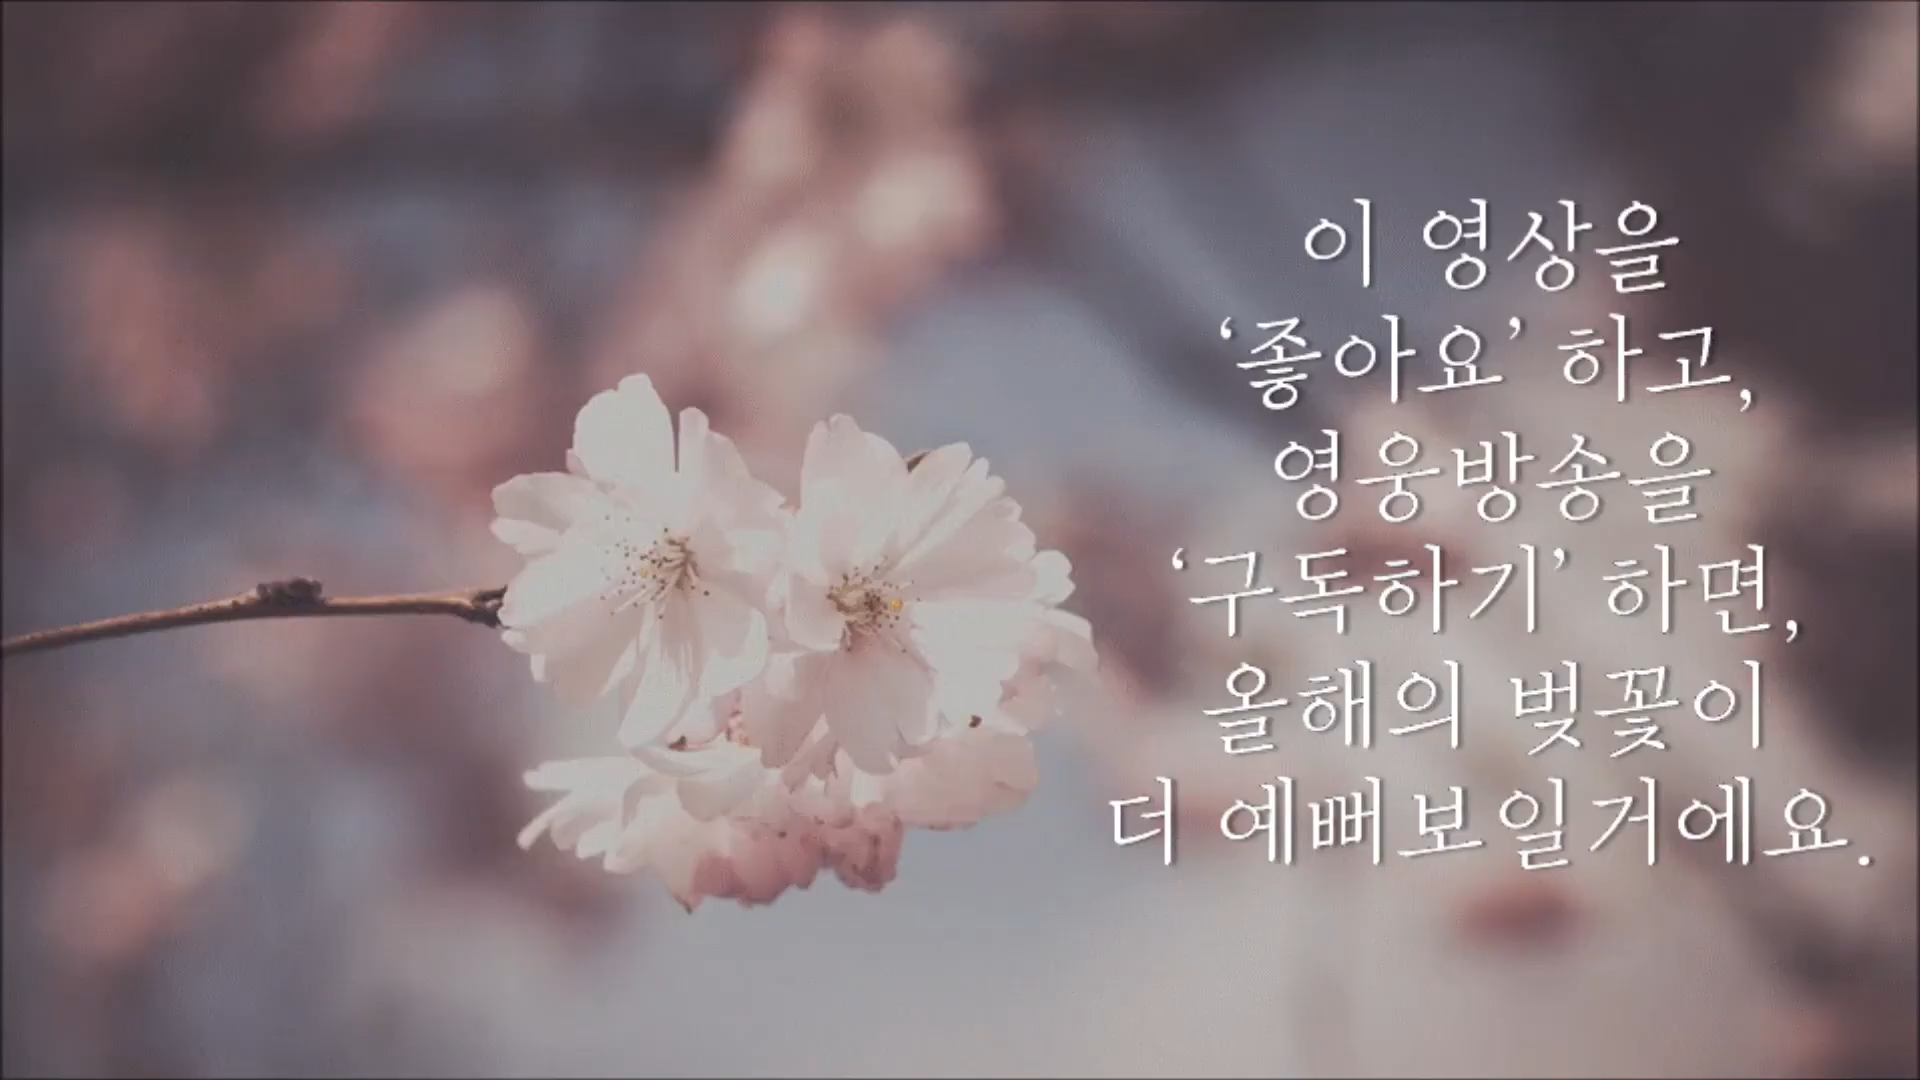 이 영상을
‘좋아요’ 하고,
영웅방송을
‘구독하기’ 하면,
올해의 벚꽃이
더 예뻐보일거에요.